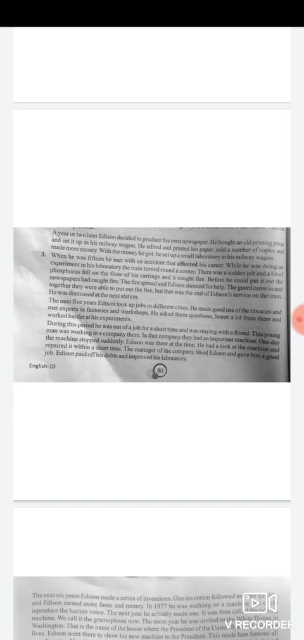 A year or two later Edison decided to produce his own newspaper. He bought an old printing press
and set it up in his railway wagon. He edited and printed his paper, sold a number of copies and
made more money. With the money he got, he set up a small laboratory in his railway wagon.
3. When he was fifteen he met with an accident that affected his career. While he was doing an
experiment in his laboratory the train turned round a corner. There was a sudden jolt and a bit of
phosphorus fell on the floor of his carriage and it caught fire. Before he could put it out the
newspapers had caught fire. The fire spread and Edison shouted for help. The guard came in and
together they were able to put out the fire, but that was the end of Edison's service on the train.
He was dismissed at the next station.
The next five years Edison took up jobs in different cities. He made good use of the libraries and
met experts in factories and workshops. He asked them questions, learnt a lot from them and
worked harder at his experiments.
During this period he was out of a job for a short time and was staying with a friend. This young
man was working in a company there. In that company they had an important machine. One day
the machine stopped suddenly. Edison was there at the time. He had a look at the machine and
repaired it within a short time. The manager of the company liked Edison and gave him a good
job. Edison paid off his debts and improved his laboratory.
English-10
80
The next six years Edison made a series of inventions. One invention followed
and Edison earned more fame and money. In 1877 he was working on a machine
reproduce the human voice. The next year he actually made one. It was then
machine. We call it the gramophone now. The same year he was invited to the White House in
Washington. That is the name of the house where the President of the United
lives. Edison went there to show his new machine to the President. This made him famous all
V RECORDER